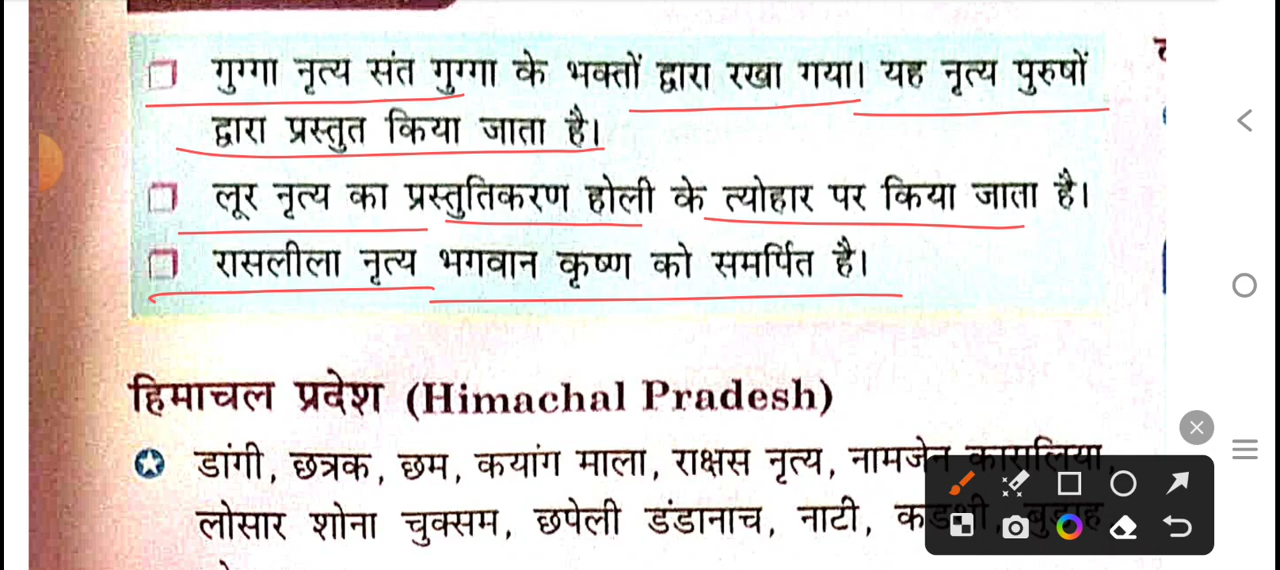 गुग्गा नृत्य संत गुग्गा के भक्तों द्वारा रखा गया। यह नृत्य पुरुषों
द्वारा प्रस्तुत किया जाता है।
लूर नृत्य का प्रस्तुतिकरण होली के त्योहार पर किया जाता है।
रासलीला नृत्य भगवान कृष्ण को समर्पित है।
हिमाचल प्रदेश (Himachal Pradesh)
डांगी, छत्रक, छम, कयांग माला, राक्षस नृत्य, नामजेन
लोसार शोना चुक्सम, छपेली डंडानाच, नाटी,